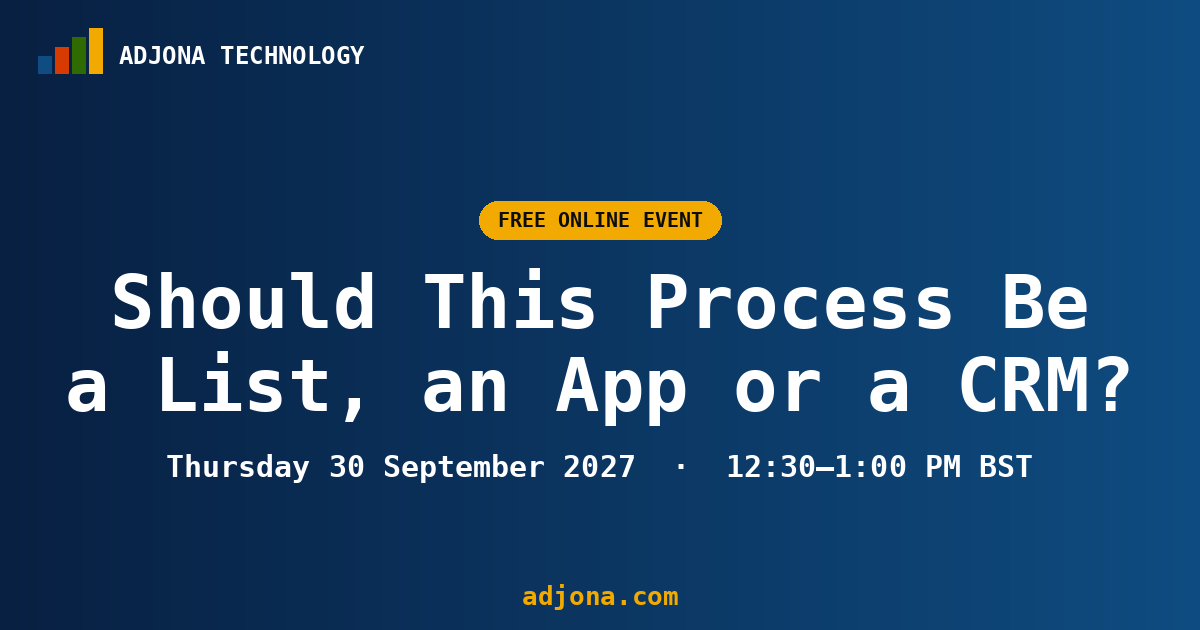 ADJONA TECHNOLOGY
FREE ONLINE EVENT
Should This Process Be
a List, an App or a CRM?
Thursday 30 September 2027 · 12:30–1:00 PM BST
adjona.com